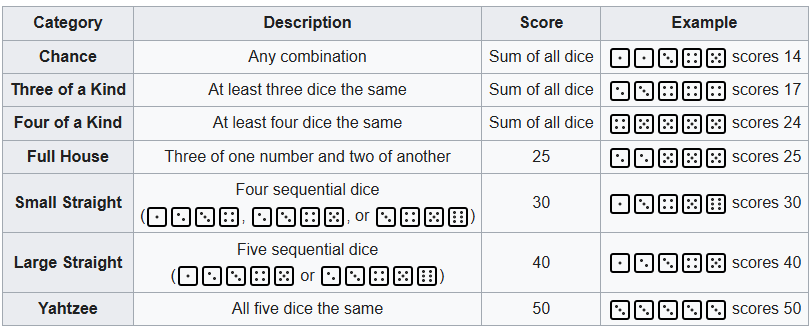 Category Description Score Example
Chance Any combination Sum of all dice scores 14
Three of a Kind At least three dice the same Sum of all dice scores 17
Four of a Kind At least four dice the same Sum of all dice scores 24
Full House Three of one number and two of another 25 scores 25
Small Straight Four sequential dice
( , , or ) 30 scores 30
Large Straight Five sequential dice
( or ) 40 scores 40
Yahtzee All five dice the same 50 scores 50